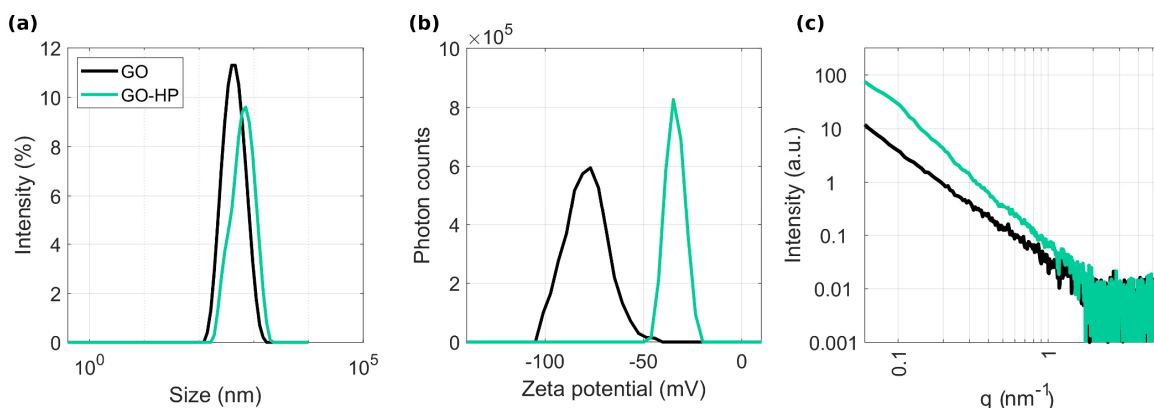 (a)
Intensity (%)
12
10
8
6
4
2
0
GO
GO-HP
10^0
10^5
Size (nm)
(b)
×10^5
Photon counts
10
8
6
4
2
0
-100
-50
0
Zeta potential (mV)
(c)
Intensity (a.u.)
100
10
1
0.1
0.01
0.001
0.1
1
q (nm^-1)